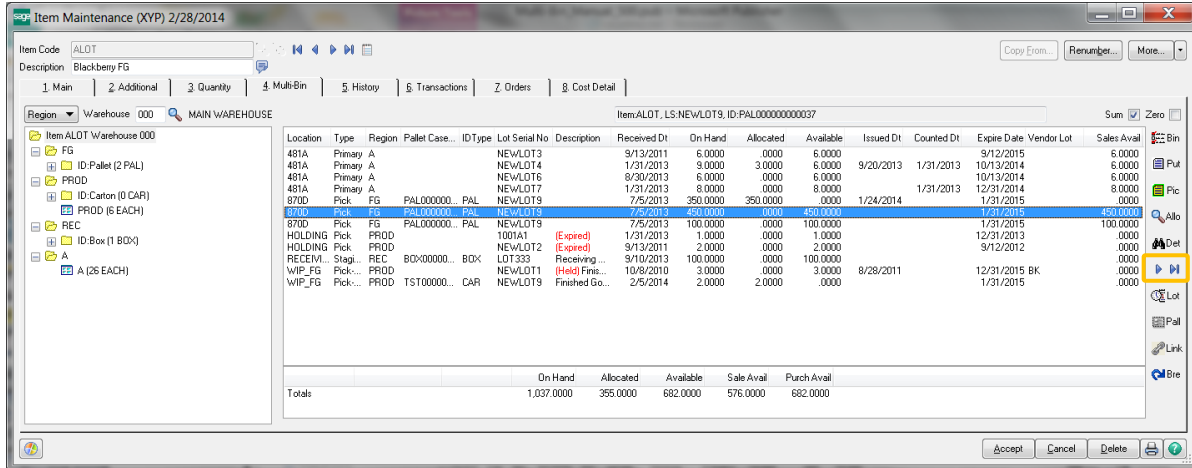 sage Item Maintenance (XYP) 2/28/2014
Item Code ALOT Copy From... Renumber... More...
Description Blackberry FG
1. Main 2. Additional 3. Quantity 4. Multi-Bin 5. History 6. Transactions 7. Orders 8. Cost Detail
Region Warehouse 000 MAIN WAREHOUSE Item:ALOT, LS:NEWLOT9, ID:PAL000000000037 Sum Zero
Item ALOT Warehouse 000
FG
ID:Pallet (2 PAL)
PROD
ID:Carton (0 CAR)
PROD (6 EACH)
REC
ID:Box (1 BOX)
A
A (26 EACH)
Location Type Region Pallet Case... ID Type Lot Serial No Description Received Dt On Hand Allocated Available Issued Dt Counted Dt Expire Date Vendor Lot Sales Avail
481A Primary A NEWLOT3 9/13/2011 6.0000 .0000 6.0000 9/12/2015 6.0000
481A Primary A NEWLOT4 1/31/2013 9.0000 3.0000 6.0000 9/20/2013 1/31/2013 10/13/2014 6.0000
481A Primary A NEWLOT6 8/30/2013 6.0000 .0000 6.0000 10/13/2014 6.0000
481A Primary A NEWLOT7 1/31/2013 8.0000 .0000 8.0000 1/31/2013 12/31/2014 8.0000
870D Pick FG PAL000000... PAL NEWLOT9 7/5/2013 350.0000 350.0000 .0000 1/24/2014 1/31/2015 .0000
870D Pick FG PAL000000... PAL NEWLOT9 7/5/2013 450.0000 .0000 450.0000 1/31/2015 450.0000
870D Pick FG PAL000000... PAL NEWLOT9 7/5/2013 100.0000 .0000 100.0000 1/31/2015 100.0000
HOLDING Pick PROD 1001A1 (Expired) 1/31/2013 1.0000 .0000 1.0000 12/31/2013 .0000
HOLDING Pick PROD NEWLOT2 (Expired) 9/13/2011 2.0000 .0000 2.0000 9/12/2012 .0000
RECEIVI... Stagi... REC BOX00000... BOX LOT333 Receiving ... 9/10/2013 100.0000 .0000 100.0000 .0000
WIP_FG Pick-... PROD NEWLOT1 (Held) Finis... 10/8/2010 3.0000 .0000 3.0000 8/28/2011 12/31/2015 BK .0000
WIP_FG Pick-... PROD TST00000... CAR NEWLOT9 Finished Go... 2/5/2014 2.0000 2.0000 .0000 1/31/2015 .0000
Bin
Put
Pic
Allo
Det
Lot
Pall
Link
Bre
On Hand Allocated Available Sale Avail Purch Avail
Totals 1,037.0000 355.0000 682.0000 576.0000 682.0000
Accept Cancel Delete